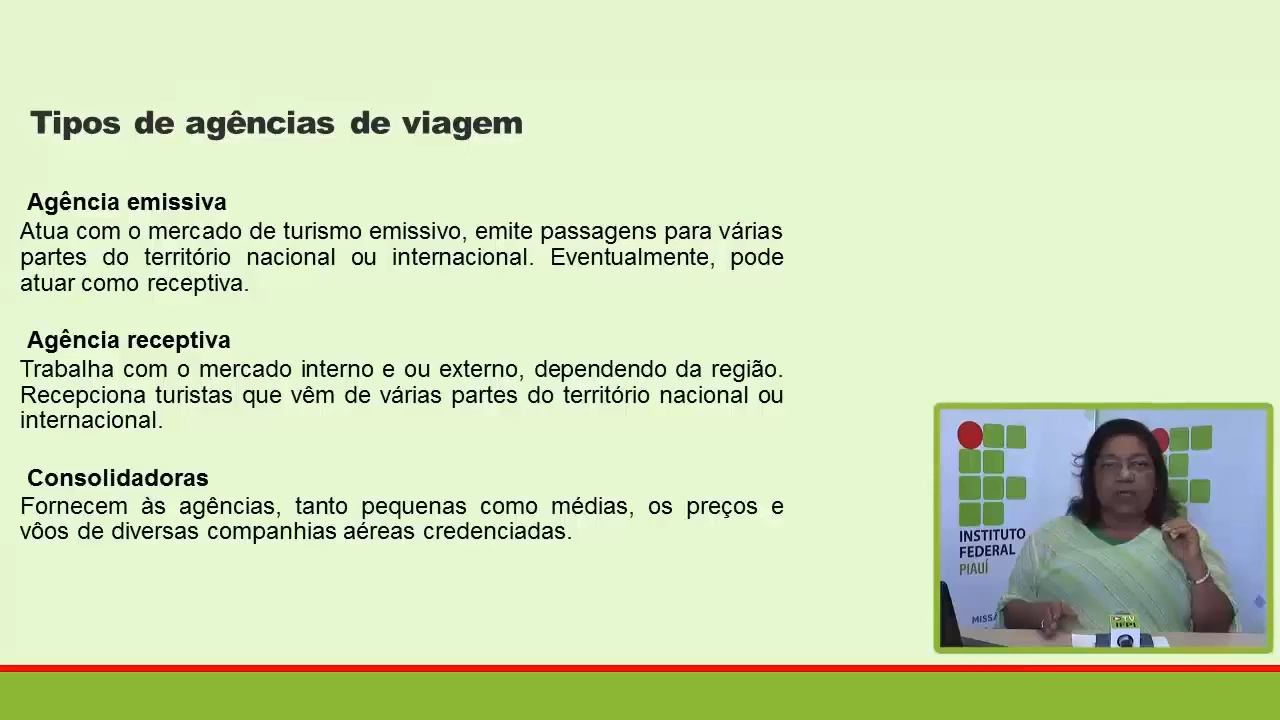 Tipos de agências de viagem
Agência emissiva
Atua com o mercado de turismo emissivo, emite passagens para várias
partes do território nacional ou internacional. Eventualmente, pode
atuar como receptiva.
Agência receptiva
Trabalha com o mercado interno e ou externo, dependendo da região.
Recepciona turistas que vêm de várias partes do território nacional ou
internacional.
Consolidadoras
Fornecem às agências, tanto pequenas como médias, os preços e
vôos de diversas companhias aéreas credenciadas.
INSTITUTO
FEDERAL
PIAUÍ
TV
IFPI